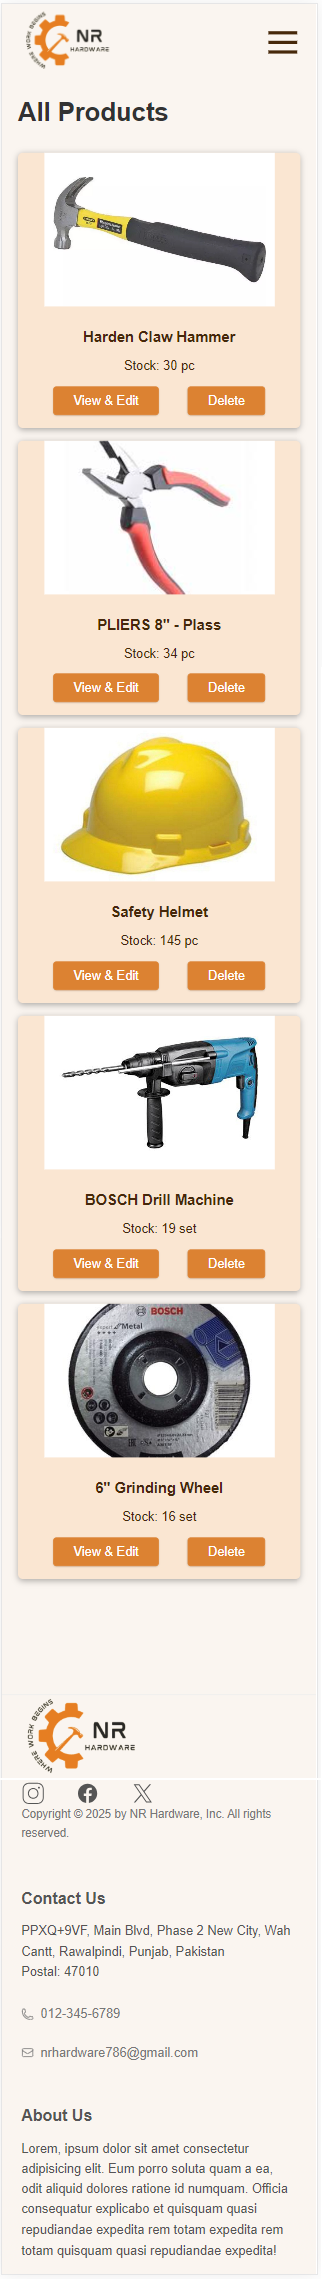 WHERE WORK BEGINS
NR
HARDWARE
All Products
Harden Claw Hammer
Stock: 30 pc
View & Edit Delete
PLIERS 8" - Plass
Stock: 34 pc
View & Edit Delete
Safety Helmet
Stock: 145 pc
View & Edit Delete
BOSCH Drill Machine
Stock: 19 set
View & Edit Delete
BOSCH
expert for Metal
6" Grinding Wheel
Stock: 16 set
View & Edit Delete
WHERE WORK BEGINS
NR
HARDWARE
Copyright © 2025 by NR Hardware, Inc. All rights
reserved.
Contact Us
PPXQ+9VF, Main Blvd, Phase 2 New City, Wah
Cantt, Rawalpindi, Punjab, Pakistan
Postal: 47010
012-345-6789
nrhardware786@gmail.com
About Us
Lorem, ipsum dolor sit amet consectetur
adipisicing elit. Eum porro soluta quam a ea,
odit aliquid dolores ratione id numquam. Officia
consequatur explicabo et quisquam quasi
repudiandae expedita rem totam expedita rem
totam quisquam quasi repudiandae expedita!